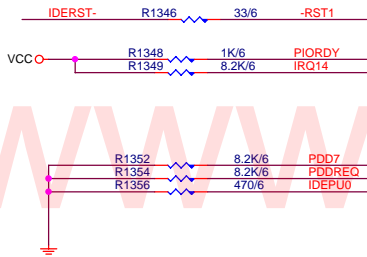 IDERST- R1346 33/6 -RST1
VCC R1348 1K/6 PIORDY
R1349 8.2K/6 IRQ14
R1352 8.2K/6 PDD7
R1354 8.2K/6 PDDREQ
R1356 470/6 IDEPU0
WWW